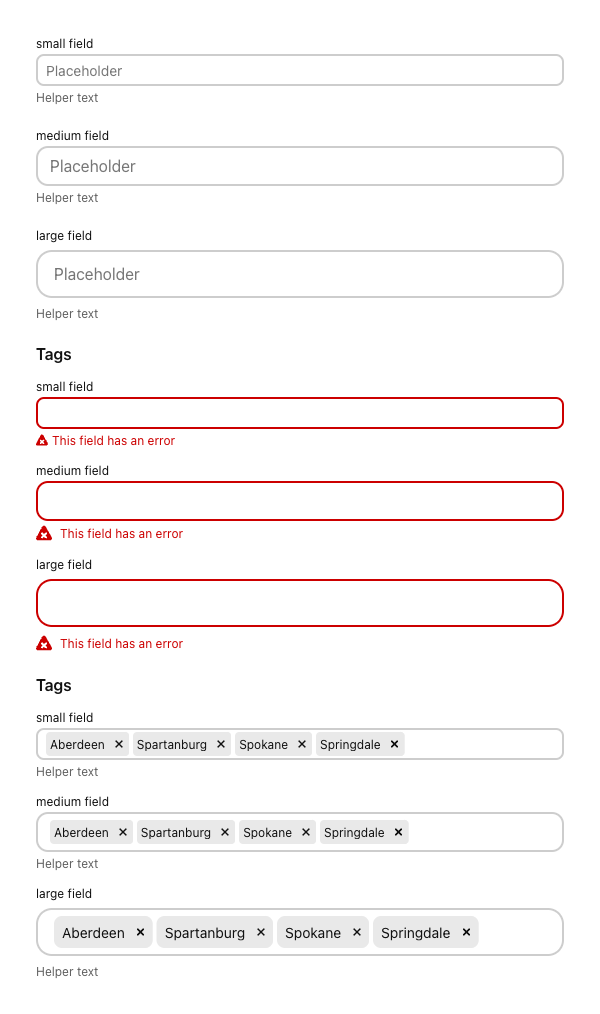 small field
Placeholder
Helper text
medium field
Placeholder
Helper text
large field
Placeholder
Helper text
Tags
small field
This field has an error
medium field
This field has an error
large field
This field has an error
Tags
small field
Aberdeen × Spartanburg × Spokane × Springdale ×
Helper text
medium field
Aberdeen × Spartanburg × Spokane × Springdale ×
Helper text
large field
Aberdeen × Spartanburg × Spokane × Springdale ×
Helper text